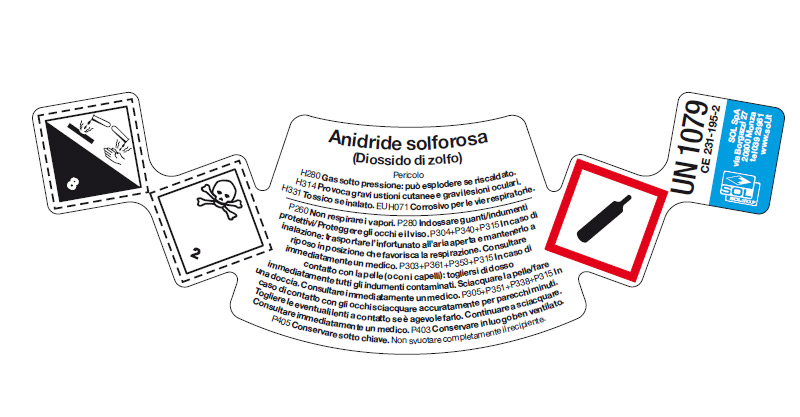 8
2
Anidride solforosa
(Diossido di zolfo)
Pericolo
H280 Gas sotto pressione: può esplodere se riscaldato.
H314 Provoca gravi ustioni cutanee e gravi lesioni oculari.
H331 Tossico se inalato. EUH071 Corrosivo per le vie respiratorie.
P260 Non respirare i vapori. P280 Indossare guanti/indumenti
protettivi/Proteggere gli occhi e il viso. P304+P340+P315 In caso di
inalazione: trasportare l'infortunato all'aria aperta e mantenerlo a
riposo in posizione che favorisca la respirazione. Consultare
immediatamente un medico. P303+P361+P353+P315 In caso di
contatto con la pelle (o con i capelli): togliersi di dosso
immediatamente tutti gli indumenti contaminati. Sciacquare la pelle/fare
una doccia. Consultare immediatamente un medico. P305+P351+P338+P315 In
caso di contatto con gli occhi sciacquare accuratamente per parecchi minuti.
Togliere le eventuali lenti a contatto se è agevole farlo. Continuare a sciacquare.
Consultare immediatamente un medico. P403 Conservare in luogo ben ventilato.
P405 Conservare sotto chiave. Non svuotare completamente il recipiente.
UN 1079
CE 231-195-2
SOL SpA
via Borgazzi 27
20900 Monza
tel 039 23961
www.sol.it
SOL